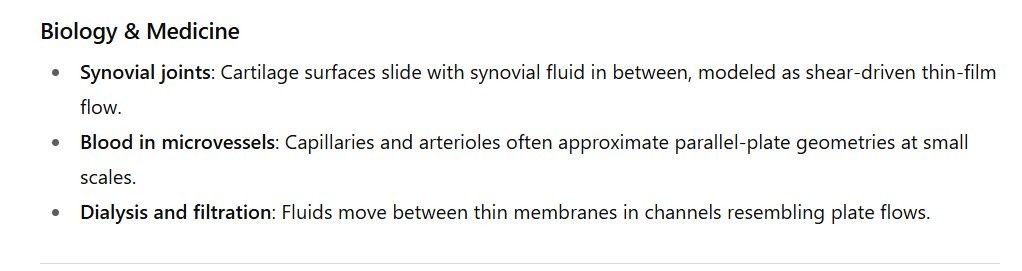 Biology & Medicine
• Synovial joints: Cartilage surfaces slide with synovial fluid in between, modeled as shear-driven thin-film
flow.
• Blood in microvessels: Capillaries and arterioles often approximate parallel-plate geometries at small
scales.
• Dialysis and filtration: Fluids move between thin membranes in channels resembling plate flows.